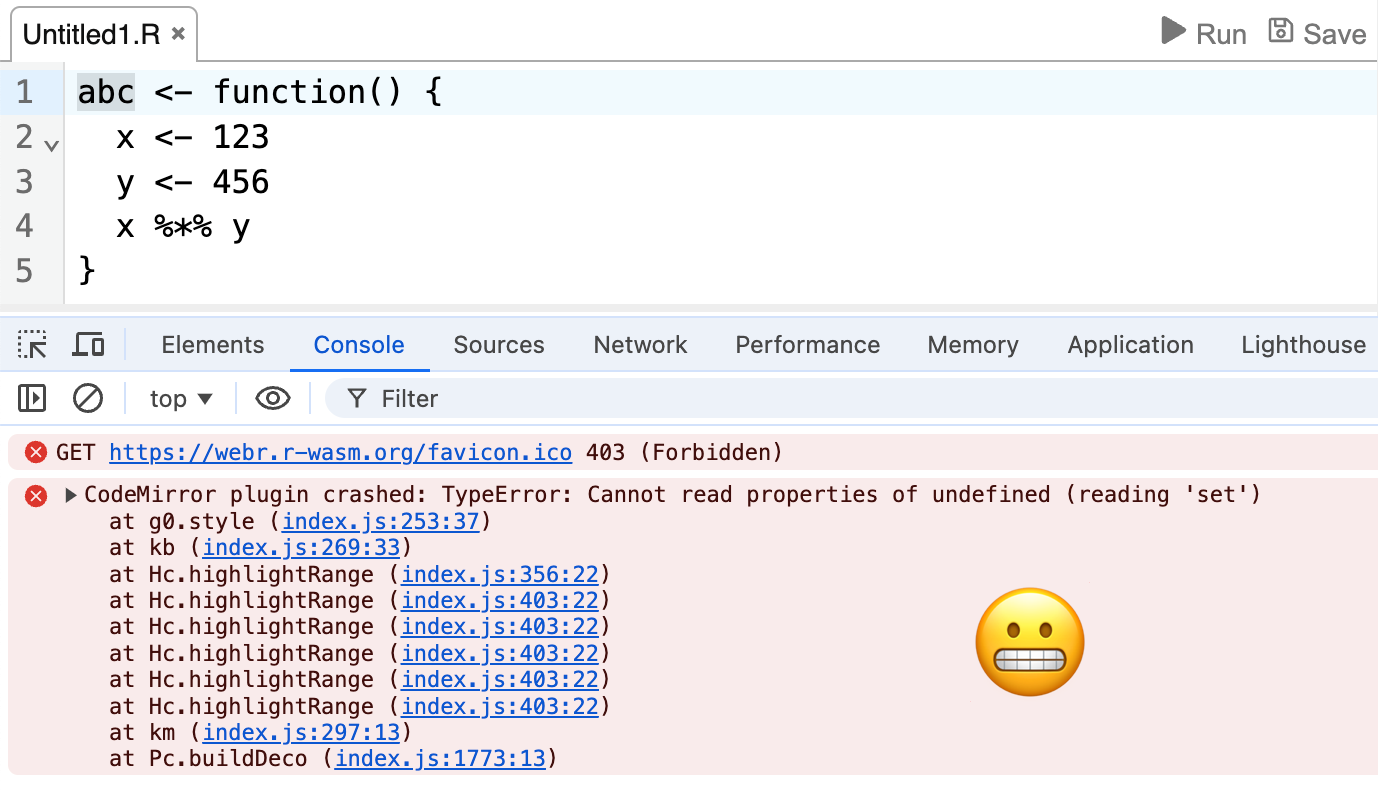 Untitled1.R ×
Run Save
1 abc <- function() {
2 x <- 123
3 y <- 456
4 x %*% y
5 }
Elements Console Sources Network Performance Memory Application Lighthouse
top ▼ Filter
GET https://webr.r-wasm.org/favicon.ico 403 (Forbidden)
CodeMirror plugin crashed: TypeError: Cannot read properties of undefined (reading 'set')
at g0.style (index.js:253:37)
at kb (index.js:269:33)
at Hc.highlightRange (index.js:356:22)
at Hc.highlightRange (index.js:403:22)
at Hc.highlightRange (index.js:403:22)
at Hc.highlightRange (index.js:403:22)
at Hc.highlightRange (index.js:403:22)
at Hc.highlightRange (index.js:403:22)
at km (index.js:297:13)
at Pc.buildDeco (index.js:1773:13)